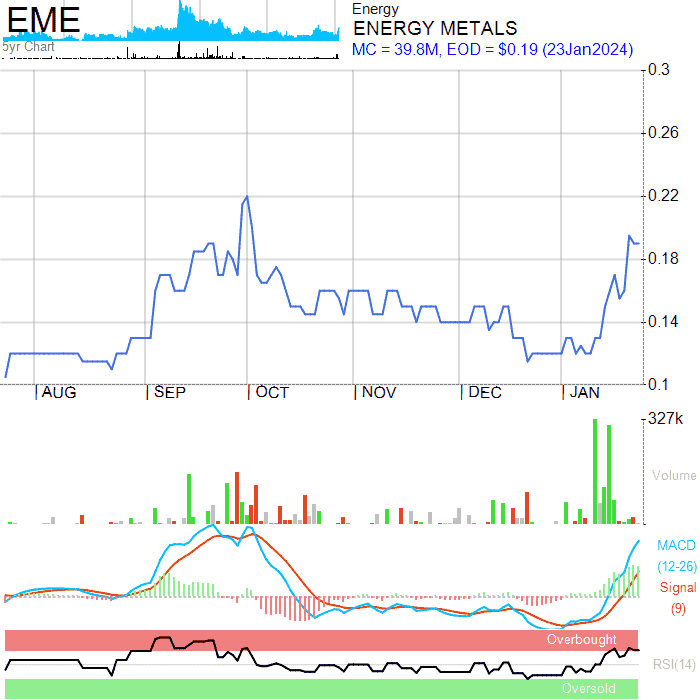 EME
5yr Chart
Energy
ENERGY METALS
MC = 39.8M, EOD = $0.19 (23Jan2024)
0.3
0.26
0.22
0.18
0.14
0.1
AUG SEP OCT NOV DEC JAN
327k
Volume
MACD
(12-26)
Signal
(9)
Overbought
RSI(14)
Oversold